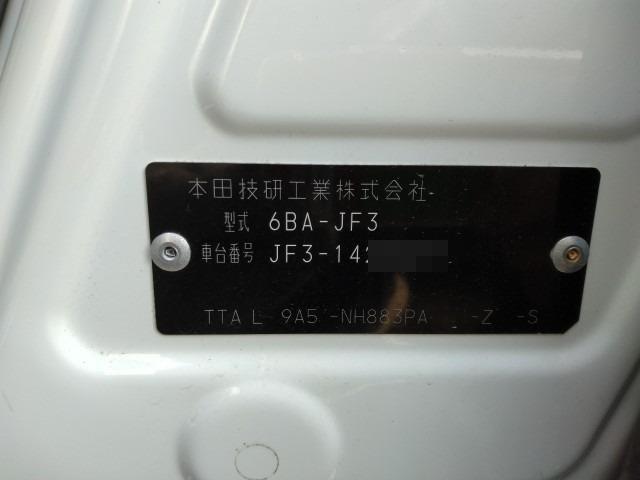 本田技研工業株式会社
型式 6BA-JF3
車台番号 JF3-142
TTA L 9A5 -NH883PA -Z -S